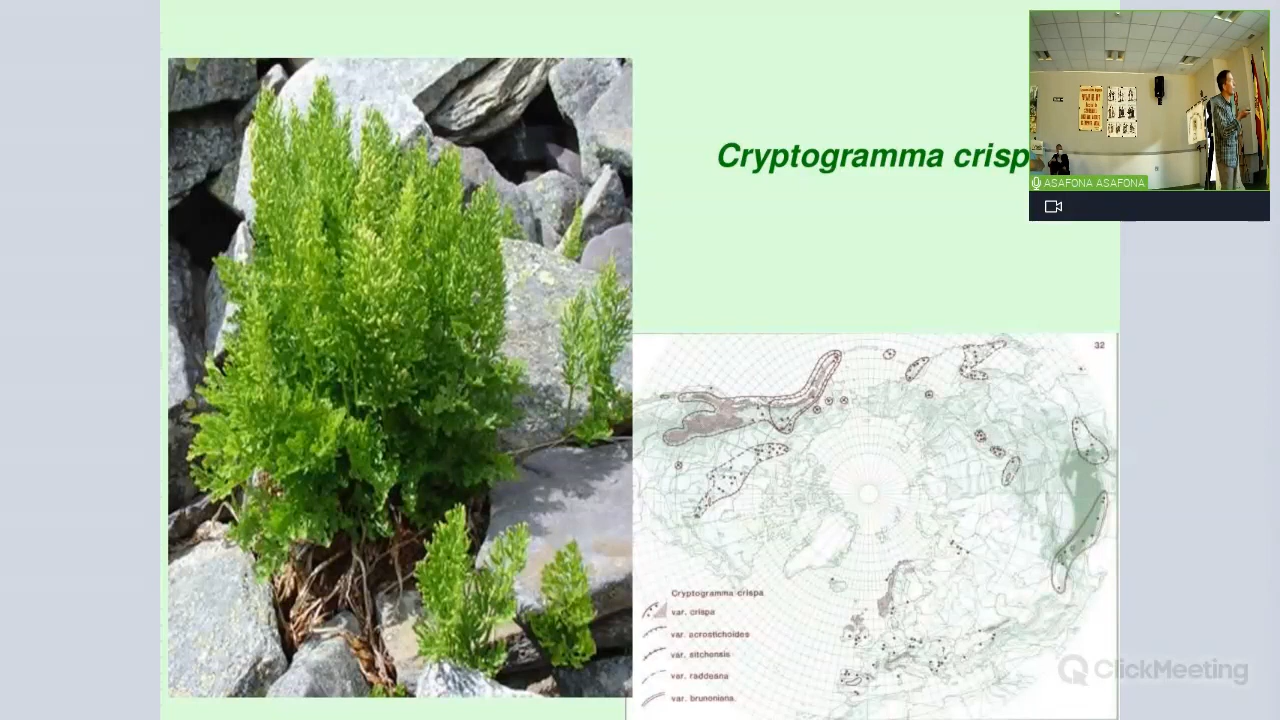 Cryptogramma crisp
ASAFONA ASAFONA
32
Cryptogramma crispa
var. crispa
var. acrostichoides
var. sitchensis
var. raddeana
var. brunoniana
ClickMeeting